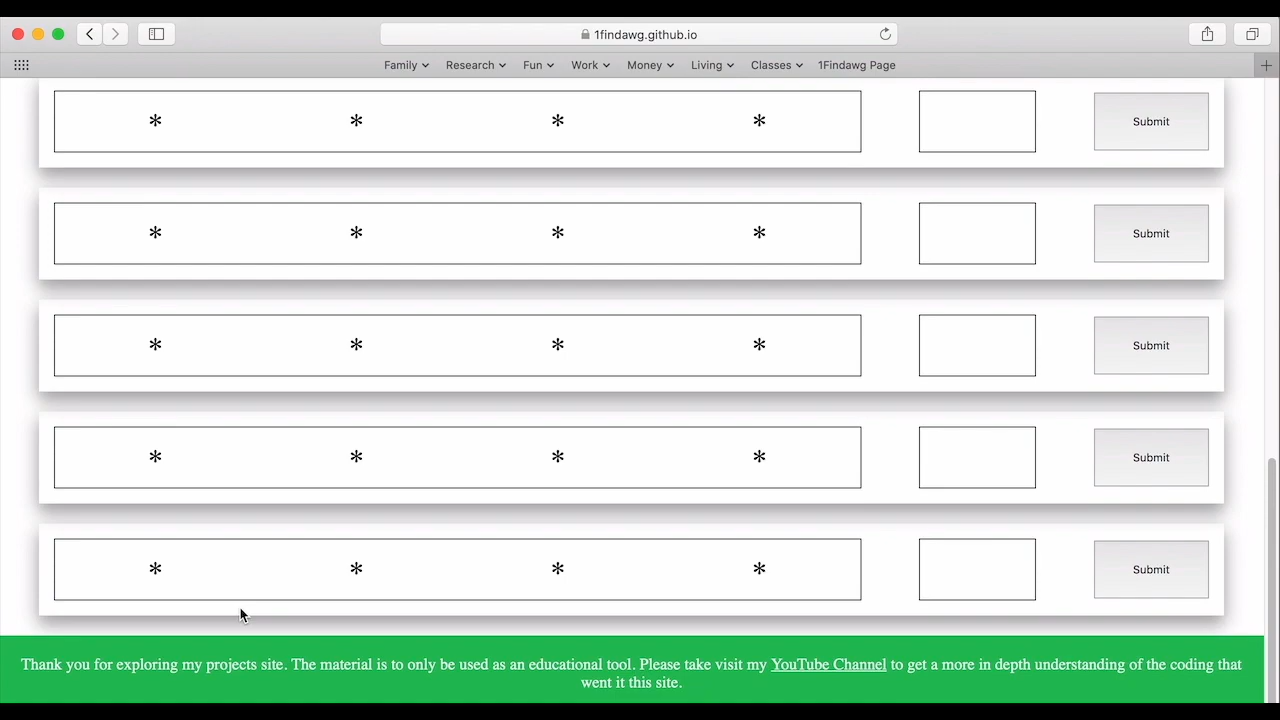 1findawg.github.io
Family Research Fun Work Money Living Classes 1Findawg Page
* * * * Submit
* * * * Submit
* * * * Submit
* * * * Submit
* * * * Submit
Thank you for exploring my projects site. The material is to only be used as an educational tool. Please take visit my YouTube Channel to get a more in depth understanding of the coding that
went it this site.